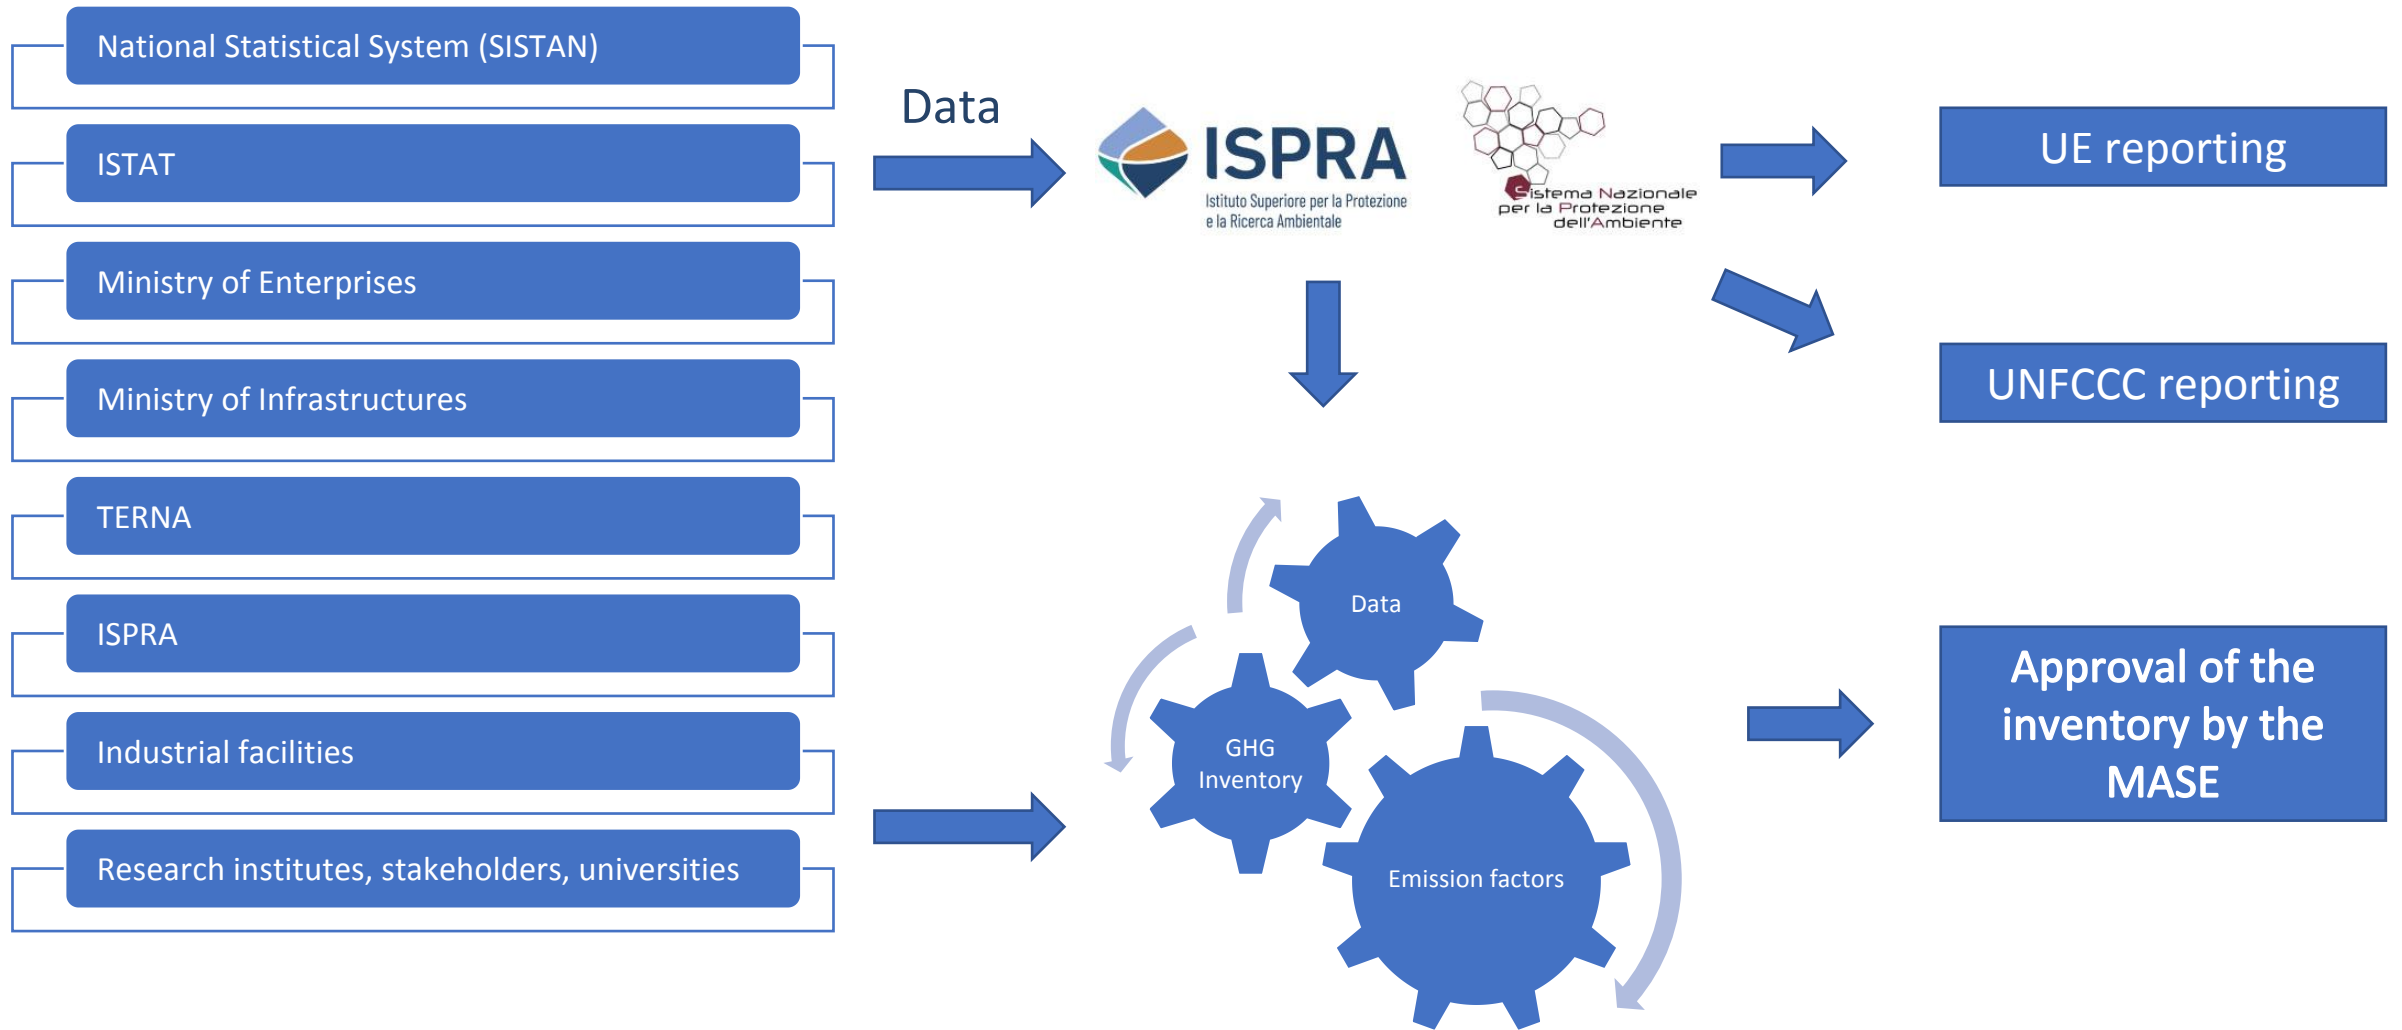 National Statistical System (SISTAN)
ISTAT
Ministry of Enterprises
Ministry of Infrastructures
TERNA
ISPRA
Industrial facilities
Research institutes, stakeholders, universities
Data
ISPRA
Istituto Superiore per la Protezione
e la Ricerca Ambientale
Sistema Nazionale
per la Protezione
dell'Ambiente
UE reporting
UNFCCC reporting
Data
GHG
Inventory
Emission factors
Approval of the
inventory by the
MASE